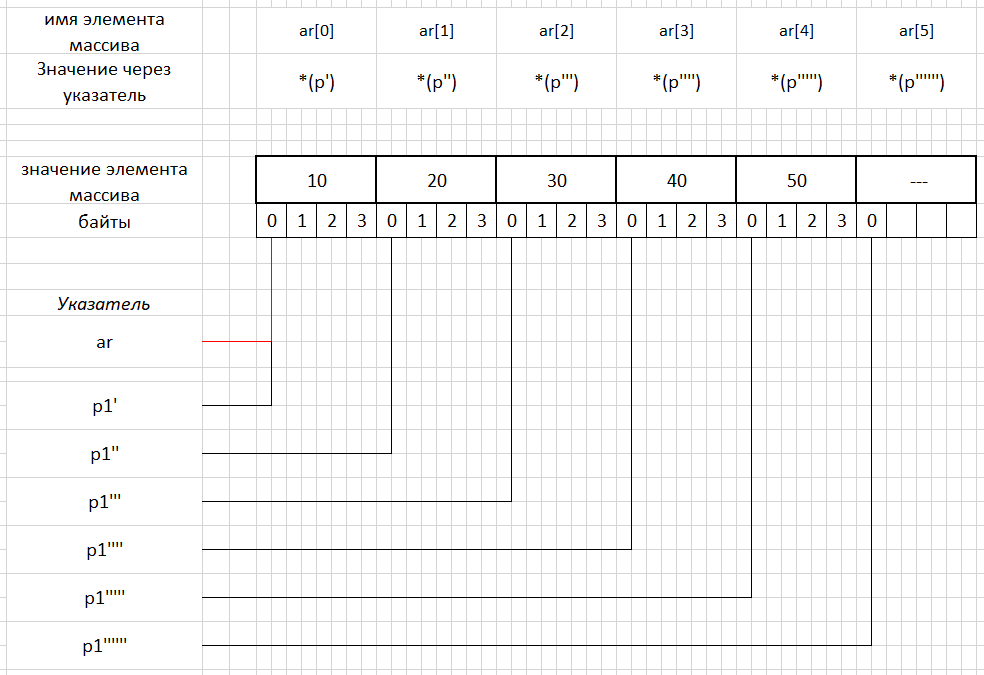 имя элемента
массива
ar[0] ar[1] ar[2] ar[3] ar[4] ar[5]
Значение через
указатель
*(p') *(p'') *(p''') *(p'''') *(p''''') *(p'''''')
значение элемента
массива
10 20 30 40 50 ---
байты
0 1 2 3 0 1 2 3 0 1 2 3 0 1 2 3 0 1 2 3 0
Указатель
ar
p1'
p1''
p1'''
p1''''
p1'''''
p1''''''